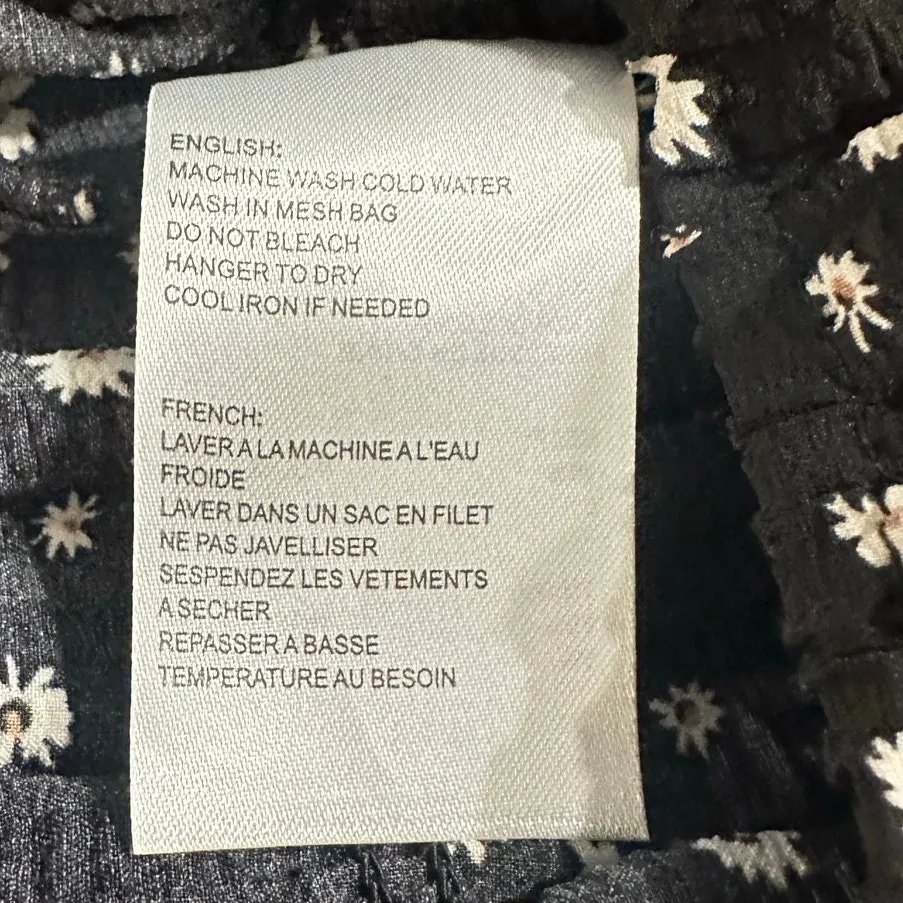 ENGLISH:
MACHINE WASH COLD WATER
WASH IN MESH BAG
DO NOT BLEACH
HANGER TO DRY
COOL IRON IF NEEDED
FRENCH:
LAVER A LA MACHINE A L'EAU
FROIDE
LAVER DANS UN SAC EN FILET
NE PAS JAVELLISER
SESPENDEZ LES VETEMENTS
A SECHER
REPASSER A BASSE
TEMPERATURE AU BESOIN